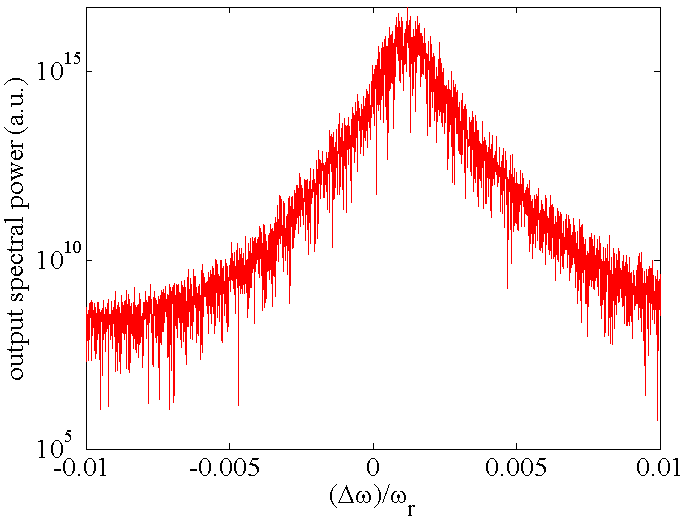 output spectral power (a.u.)
10^15
10^10
10^5
-0.01 -0.005 0 0.005 0.01
(Δω)/ω_r